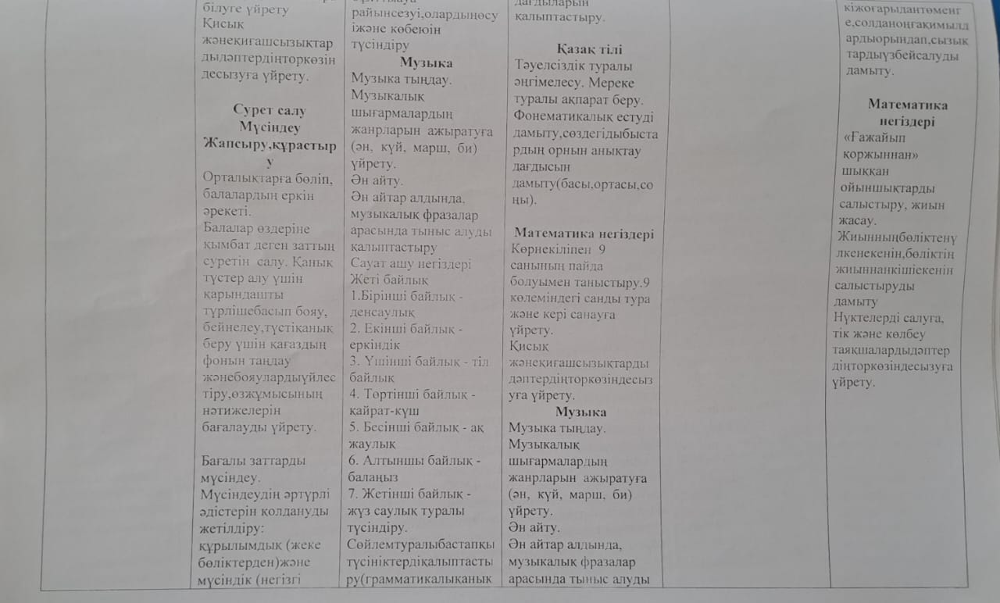 білуге үйрету
Қисық
жәнеқиғашсызықтар
дыдәптердіңторкөзін
десызуға үйрету.
Сурет салу
Мүсіндеу
Жапсыру,құрастыр
у
Орталықтарға бөліп,
балалардың еркін
әрекеті.
Балалар өздеріне
қымбат деген заттың
суретін салу. Қанық
түстер алу үшін
қарындашты
түрлішебасып бояу,
бейнелеу,түстіқанық
беру үшін қағаздың
фонын таңдау
жәнебояулардыүйлес
тіру,өзжұмысының
нәтижелерін
бағалауды үйрету.
Бағалы заттарды
мүсіндеу.
Мүсіндеудің әртүрлі
әдістерін қолдануды
жетілдіру:
құрылымдық (жеке
бөліктерден)және
мүсіндік (негізгі
райынсезуі,олардыңөсу
іжәне көбеюін
түсіндіру
Музыка
Музыка тыңдау.
Музыкалық
шығармалардың
жанрларын ажыратуға
(ән, күй, марш, би)
үйрету.
Ән айту.
Ән айтар алдында,
музыкалық фразалар
арасында тыныс алуды
қалыптастыру
Сауат ашу негіздері
Жеті байлық
1.Бірінші байлық -
денсаулық
2. Екінші байлық -
еркіндік
3. Үшінші байлық - тіл
байлық
4. Төртінші байлық -
қайрат-күш
5. Бесінші байлық - ақ
жаулық
6. Алтыншы байлық -
балаңыз
7. Жетінші байлық -
жүз саулық туралы
түсіндіру.
Сөйлемтуралыбастапқы
түсініктердіқалыптасты
ру(грамматикалықанык
дағдыларын
қалыптастыру.
Қазақ тілі
Тәуелсіздік туралы
әңгімелесу. Мереке
туралы ақпарат беру.
Фонематикалық естуді
дамыту,сөздегідыбыста
рдың орнын анықтау
дағдысын
дамыту(басы,ортасы,со
ңы).
Математика негіздері
Көрнекіліпен 9
санының пайда
болуымен таныстыру.9
көлеміндегі санды тура
және кері санауға
үйрету.
Қисық
жәнеқиғашсызықтарды
дәптердіңторкөзіндесыз
уға үйрету.
Музыка
Музыка тыңдау.
Музыкалық
шығармалардың
жанрларын ажыратуға
(ән, күй, марш, би)
үйрету.
Ән айту.
Ән айтар алдында,
музыкалық фразалар
арасында тыныс алуды
кіжоғарыдантөменг
е,солданоңғақимылд
ардыорындап,сызық
тардыүзбейсалуды
дамыту.
Математика
негіздері
«Ғажайып
қоржыннан»
шыққан
ойыншықтарды
салыстыру, жиын
жасау.
Жиынныңбөліктенү
лкенекенін,бөліктің
жиыннанкішіекенін
салыстыруды
дамыту
Нүктелерді салуға,
тік және көлбеу
таяқшалардыдәптер
діңторкөзіндесызуға
үйрету.